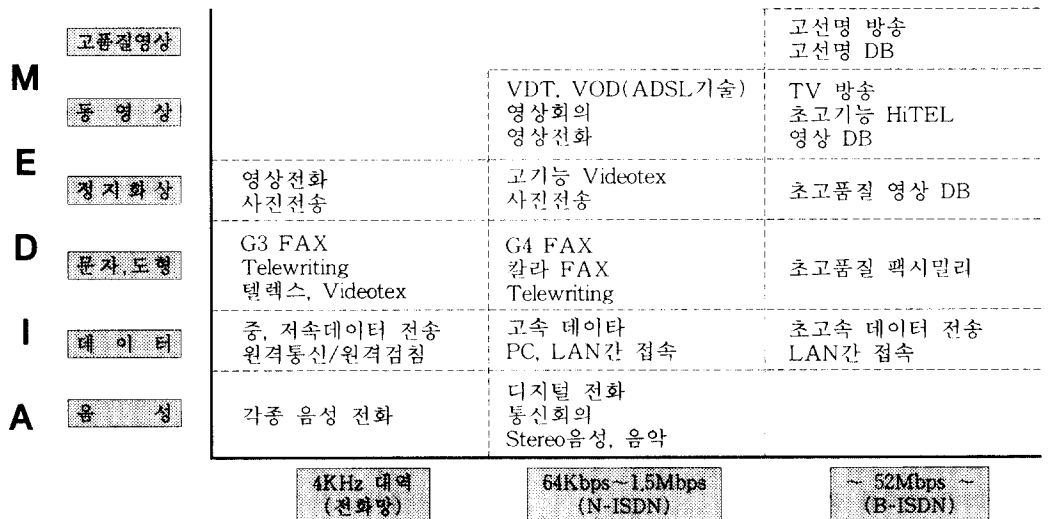 고품질영상
고선명 방송
고선명 DB
M
동 영 상
VDT, VOD(ADSL기술)
영상회의
영상전화
TV 방송
초고기능 HiTEL
영상 DB
E
정지화상
영상전화
사진전송
고기능 Videotex
사진전송
초고품질 영상 DB
D
문자,도형
G3 FAX
Telewriting
텔렉스, Videotex
G4 FAX
칼라 FAX
Telewriting
초고품질 팩시밀리
I
데 이 터
중, 저속데이터 전송
원격통신/원격검침
고속 데이타
PC, LAN간 접속
초고속 데이터 전송
LAN간 접속
A
음 성
각종 음성 전화
디지털 전화
통신회의
Stereo음성, 음악
4KHz 대역
(전화망)
64Kbps~1.5Mbps
(N-ISDN)
~ 52Mbps ~
(B-ISDN)